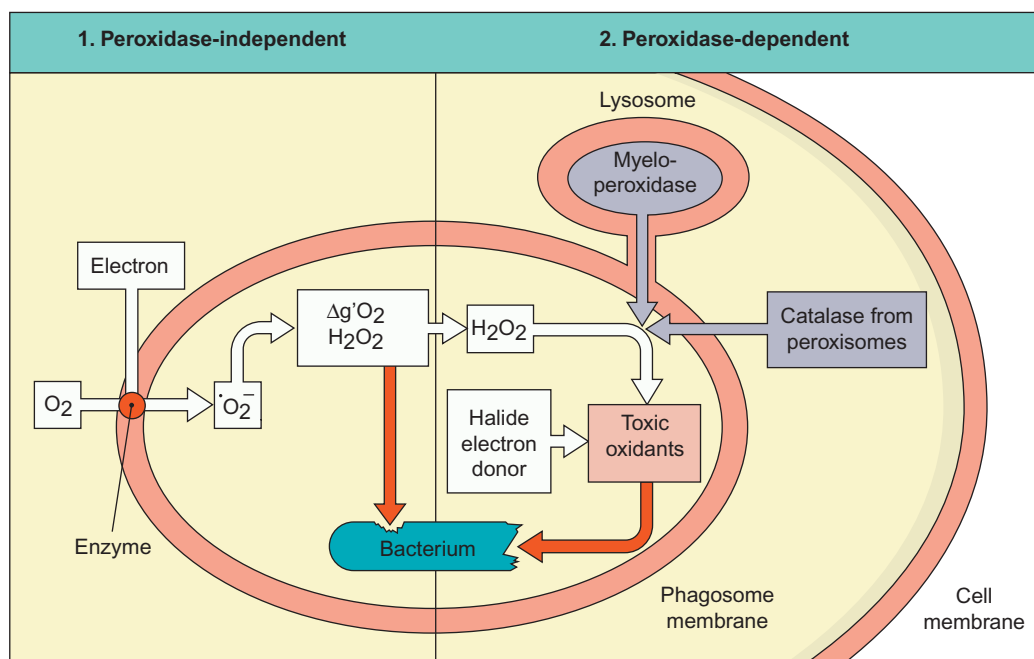 1. Peroxidase-independent
2. Peroxidase-dependent
Lysosome
Myelo-
peroxidase
Electron
Δg’O₂
H₂O₂
H₂O₂
Catalase from
peroxisomes
O₂
˙O₂⁻
Halide
electron
donor
Toxic
oxidants
Enzyme
Bacterium
Phagosome
membrane
Cell
membrane